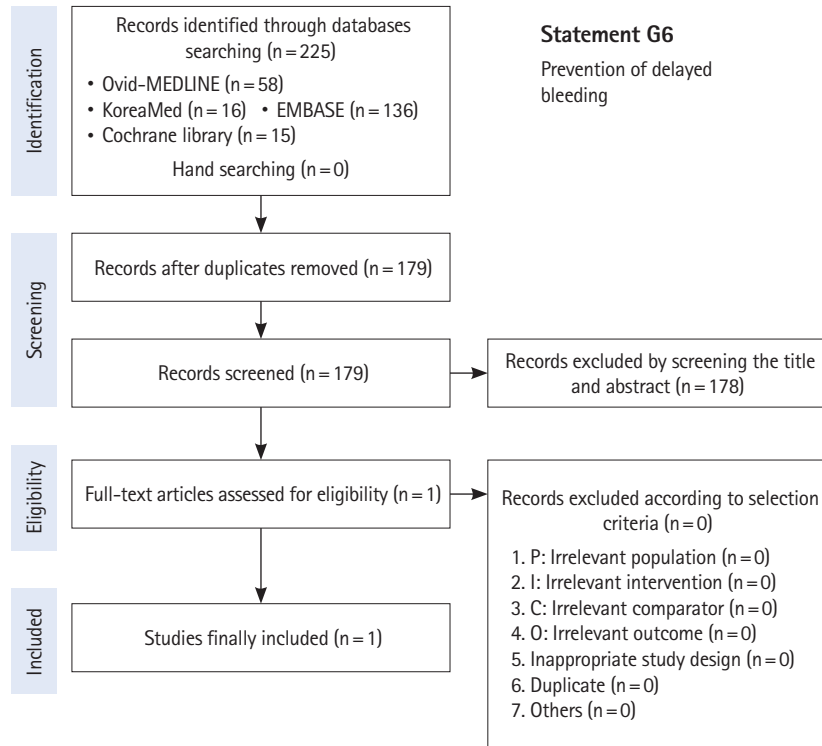 Identification
Records identified through databases
searching (n=225)
• Ovid-MEDLINE (n=58)
• KoreaMed (n=16) • EMBASE (n=136)
• Cochrane library (n=15)
Hand searching (n=0)
Statement G6
Prevention of delayed
bleeding
Screening
Records after duplicates removed (n=179)
Records screened (n=179)
Records excluded by screening the title
and abstract (n=178)
Eligibility
Full-text articles assessed for eligibility (n=1)
Records excluded according to selection
criteria (n=0)
1. P: Irrelevant population (n=0)
2. I: Irrelevant intervention (n=0)
3. C: Irrelevant comparator (n=0)
4. O: Irrelevant outcome (n=0)
5. Inappropriate study design (n=0)
6. Duplicate (n=0)
7. Others (n=0)
Included
Studies finally included (n=1)